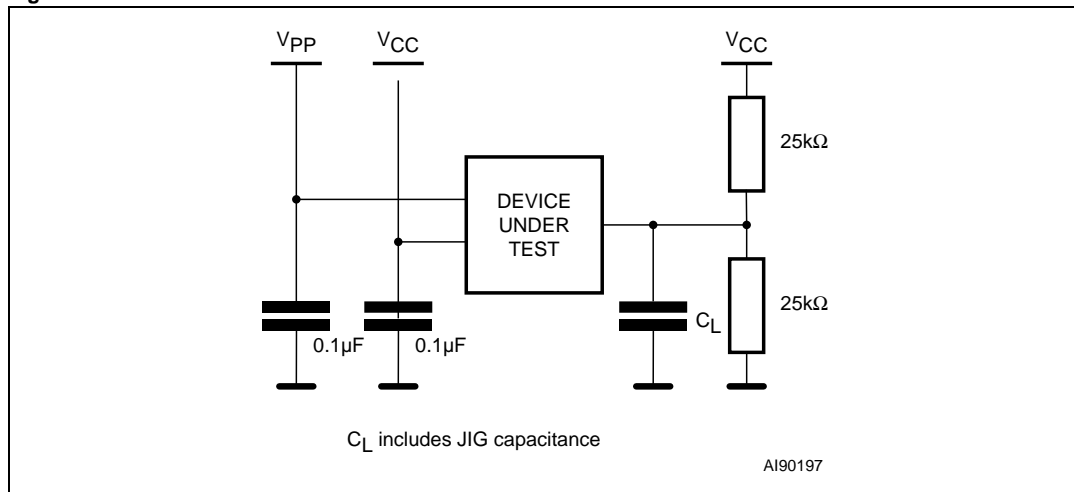 VPP
VCC
VCC
25kΩ
DEVICE
UNDER
TEST
25kΩ
CL
0.1µF
0.1µF
CL includes JIG capacitance
AI90197